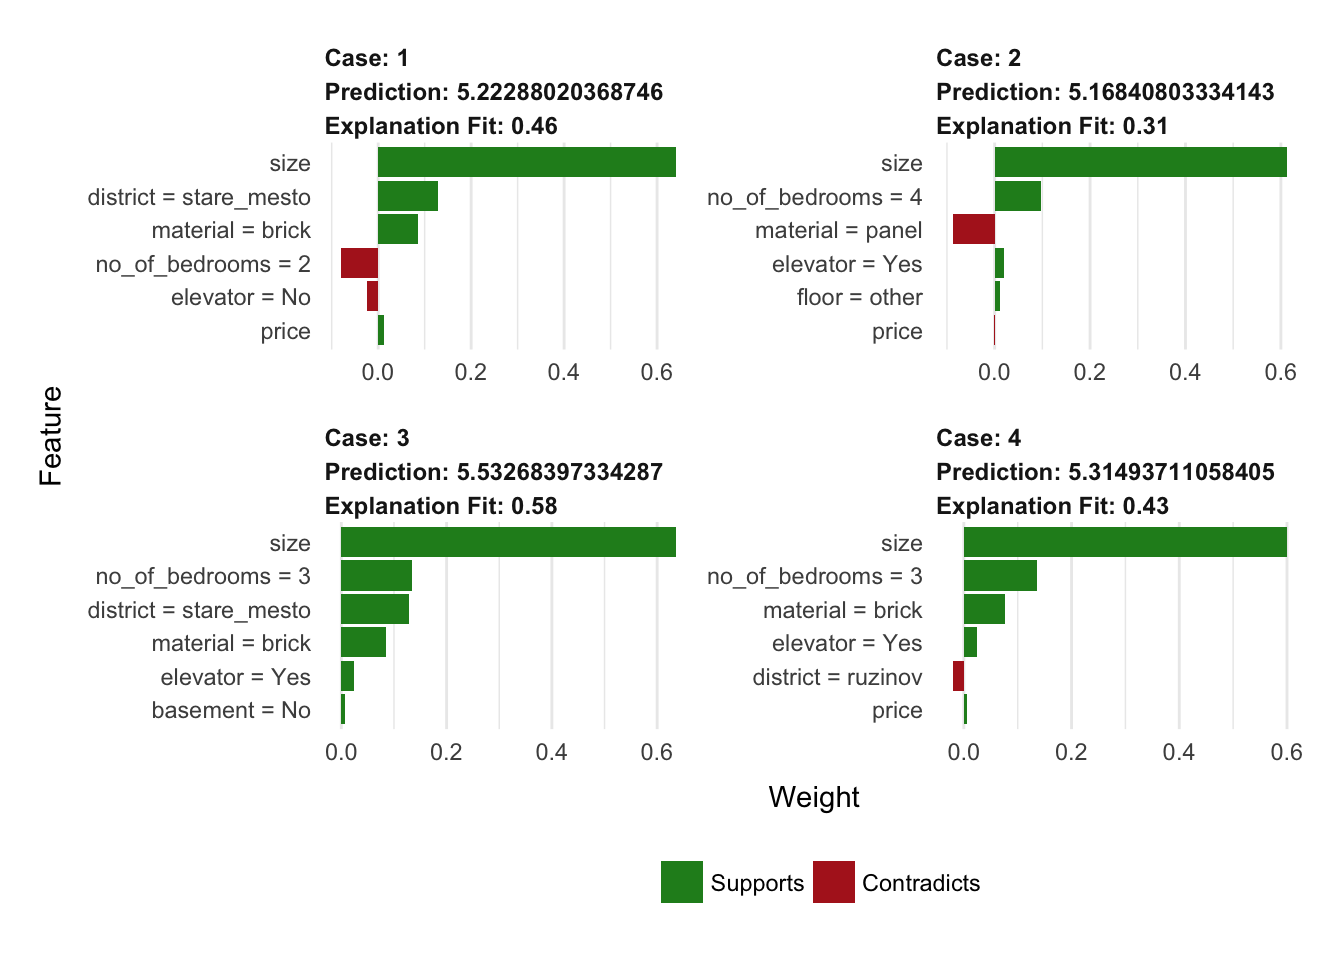 Case: 1
Prediction: 5.22288020368746
Explanation Fit: 0.46
size
district = stare_mesto
material = brick
no_of_bedrooms = 2
elevator = No
price
0.0 0.2 0.4 0.6
Case: 2
Prediction: 5.16840803334143
Explanation Fit: 0.31
size
no_of_bedrooms = 4
material = panel
elevator = Yes
floor = other
price
0.0 0.2 0.4 0.6
Feature
Case: 3
Prediction: 5.53268397334287
Explanation Fit: 0.58
size
no_of_bedrooms = 3
district = stare_mesto
material = brick
elevator = Yes
basement = No
0.0 0.2 0.4 0.6
Case: 4
Prediction: 5.31493711058405
Explanation Fit: 0.43
size
no_of_bedrooms = 3
material = brick
elevator = Yes
district = ruzinov
price
0.0 0.2 0.4 0.6
Weight
Supports Contradicts